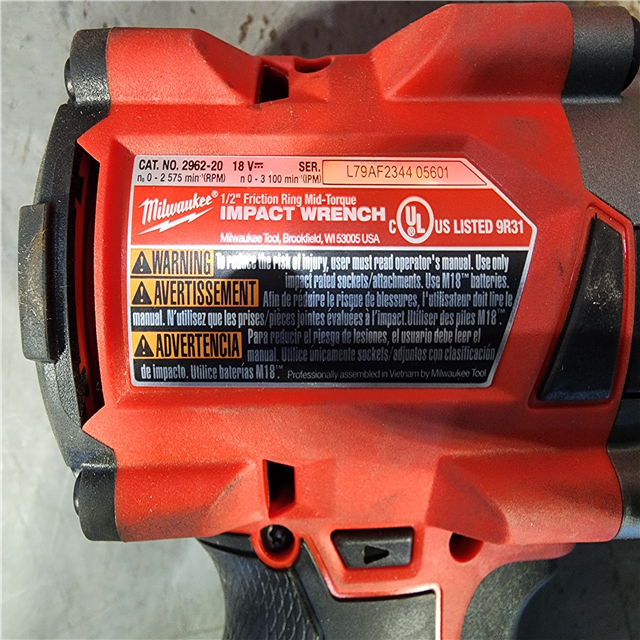 CAT. NO. 2962-20 18 V⎓ SER. L79AF2344 05601
n₀ 0 - 2 575 min⁻¹(RPM) n 0 - 3 100 min⁻¹(IPM)
Milwaukee®
1/2" Friction Ring Mid-Torque
IMPACT WRENCH
Milwaukee Tool, Brookfield, WI 53005 USA
C UL US LISTED 9R31
WARNING To reduce the risk of injury, user must read operator's manual. Use only
impact rated sockets/attachments. Use M18™ batteries.
AVERTISSEMENT Afin de réduire le risque de blessures, l'utilisateur doit lire le
manual. N'utilisez que les prises/pièces jointes évaluées à l'impact. Utiliser des piles M18™.
ADVERTENCIA Para reducir el riesgo de lesiones, el usuario debe leer el
manual. Utilice únicamente sockets/adjuntos con clasificación
de impacto. Utilice baterías M18™.
Professionally assembled in Vietnam by Milwaukee Tool